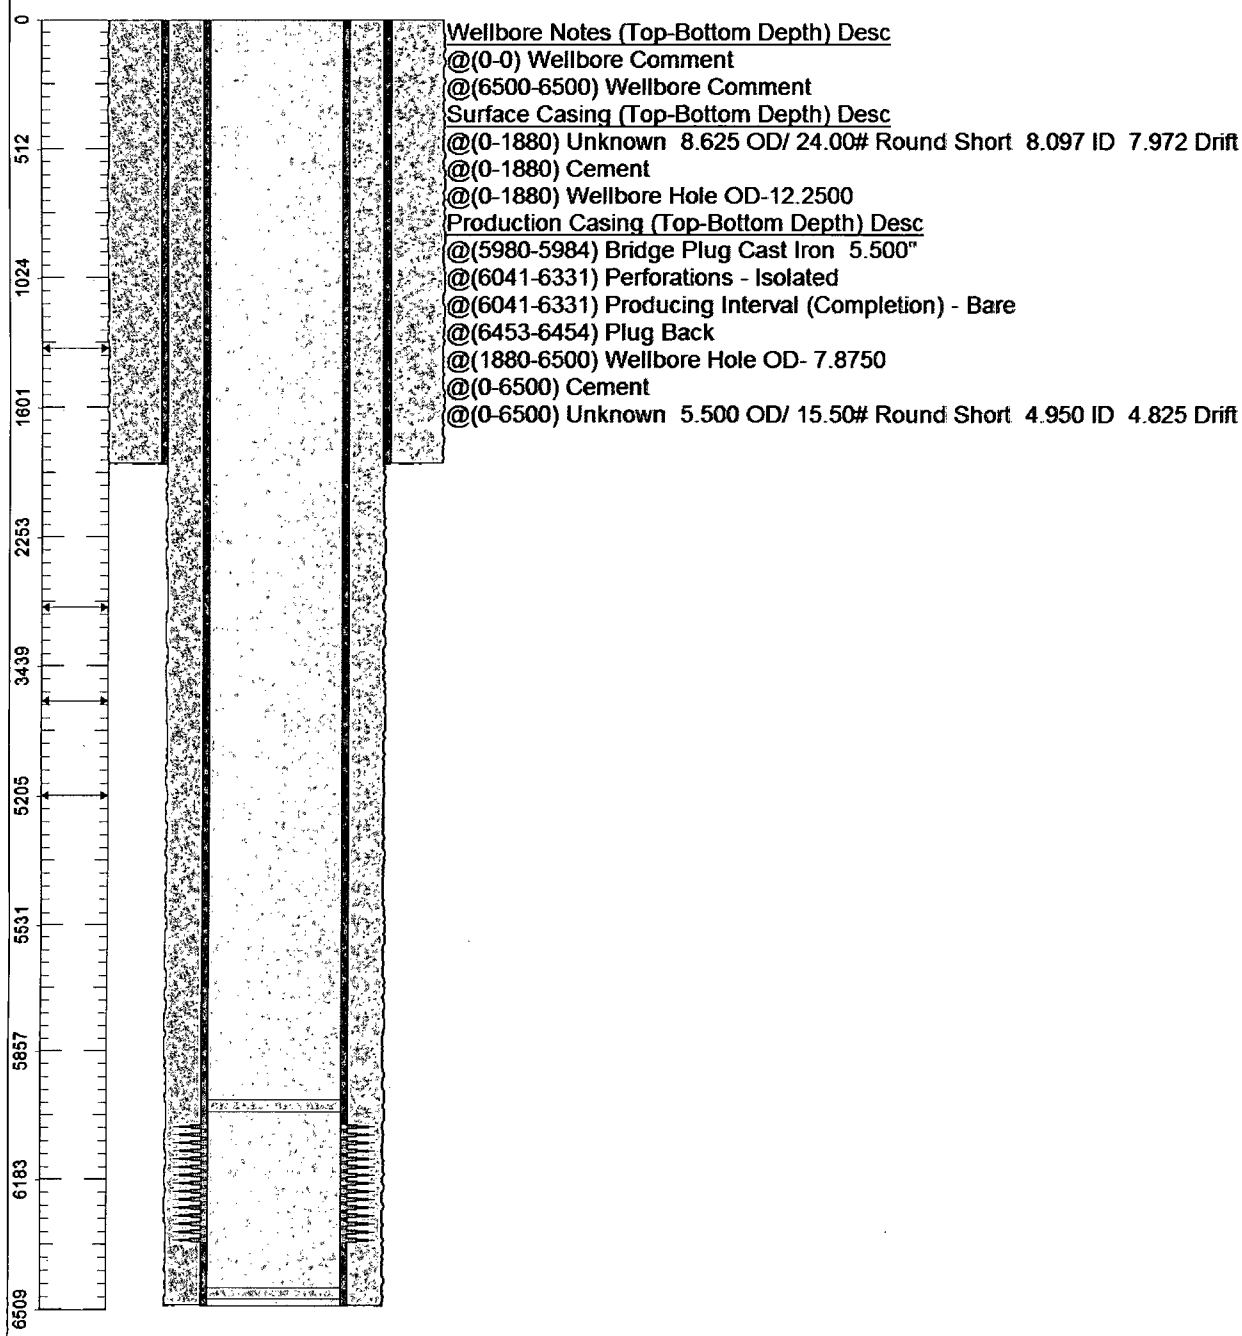 0
512
1024
1601
2253
3439
5205
5531
5857
6183
6509
Wellbore Notes (Top-Bottom Depth) Desc
@(0-0) Wellbore Comment
@(6500-6500) Wellbore Comment
Surface Casing (Top-Bottom Depth) Desc
@(0-1880) Unknown 8.625 OD/ 24.00# Round Short 8.097 ID 7.972 Drift
@(0-1880) Cement
@(0-1880) Wellbore Hole OD-12.2500
Production Casing (Top-Bottom Depth) Desc
@(5980-5984) Bridge Plug Cast Iron 5.500"
@(6041-6331) Perforations - Isolated
@(6041-6331) Producing Interval (Completion) - Bare
@(6453-6454) Plug Back
@(1880-6500) Wellbore Hole OD- 7.8750
@(0-6500) Cement
@(0-6500) Unknown 5.500 OD/ 15.50# Round Short 4.950 ID 4.825 Drift